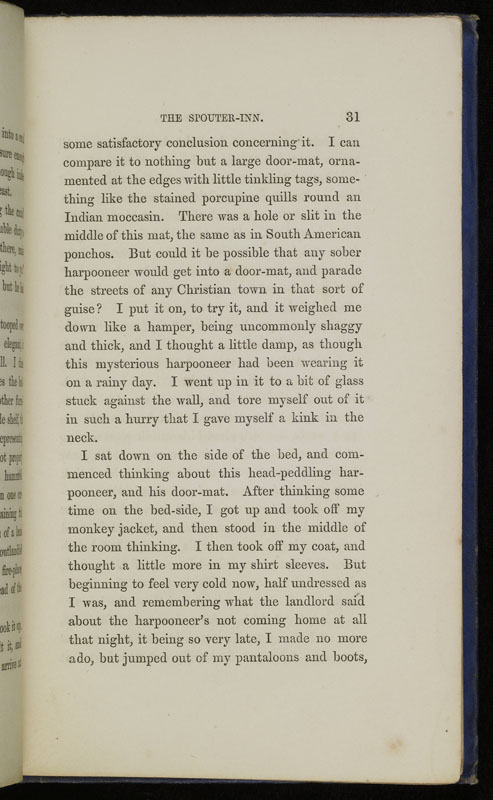 THE SPOUTER-INN. 31
some satisfactory conclusion concerning it. I can
compare it to nothing but a large door-mat, orna-
mented at the edges with little tinkling tags, some-
thing like the stained porcupine quills round an
Indian moccasin. There was a hole or slit in the
middle of this mat, the same as in South American
ponchos. But could it be possible that any sober
harpooneer would get into a door-mat, and parade
the streets of any Christian town in that sort of
guise? I put it on, to try it, and it weighed me
down like a hamper, being uncommonly shaggy
and thick, and I thought a little damp, as though
this mysterious harpooneer had been wearing it
on a rainy day. I went up in it to a bit of glass
stuck against the wall, and tore myself out of it
in such a hurry that I gave myself a kink in the
neck.
I sat down on the side of the bed, and com-
menced thinking about this head-peddling har-
pooneer, and his door-mat. After thinking some
time on the bed-side, I got up and took off my
monkey jacket, and then stood in the middle of
the room thinking. I then took off my coat, and
thought a little more in my shirt sleeves. But
beginning to feel very cold now, half undressed as
I was, and remembering what the landlord said
about the harpooneer's not coming home at all
that night, it being so very late, I made no more
ado, but jumped out of my pantaloons and boots,